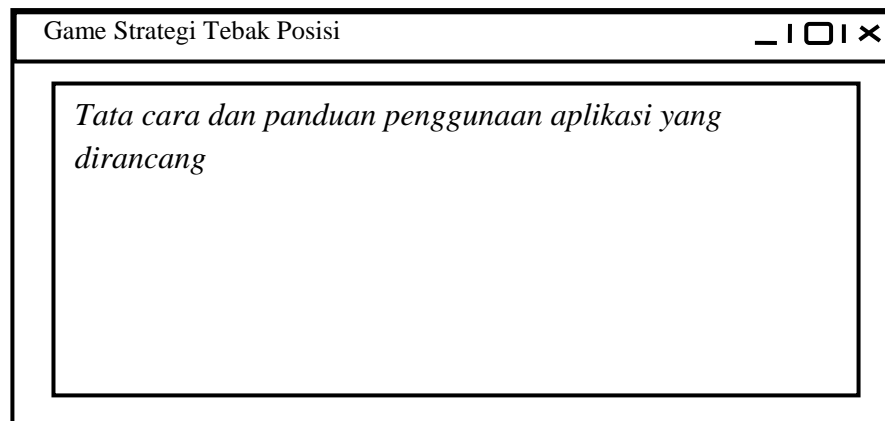 Game Strategi Tebak Posisi
Tata cara dan panduan penggunaan aplikasi yang
dirancang